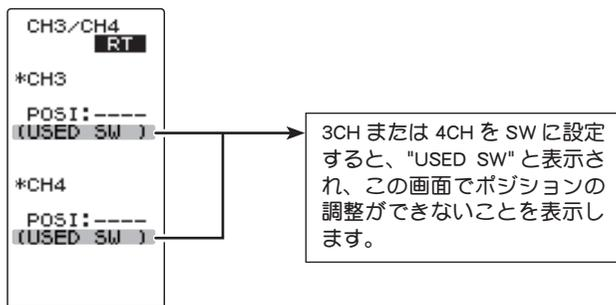 CH3/CH4
RT
*CH3
POSI:----
(USED SW )
*CH4
POSI:----
(USED SW )
3CH または 4CH を SW に設定
すると、"USED SW" と表示さ
れ、この画面でポジションの
調整ができないことを表示し
ます。